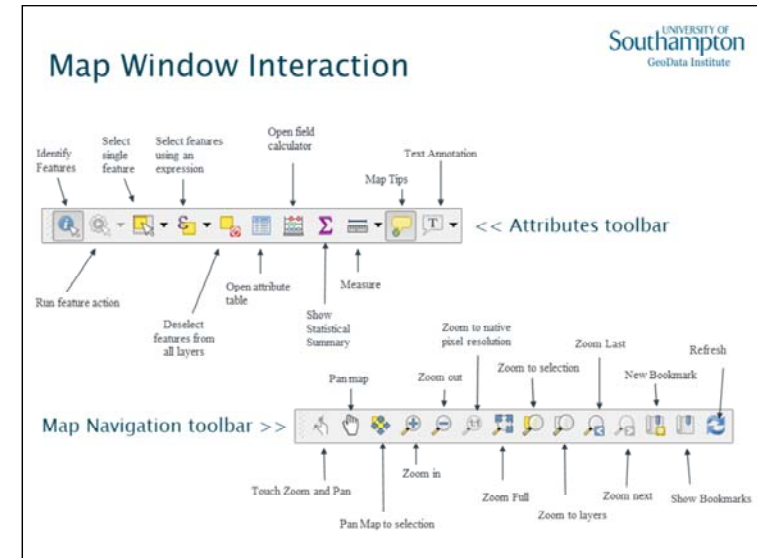 UNIVERSITY OF
Southampton
GeoData Institute
Map Window Interaction
Identify
Features
Select
single
feature
Select features
using an
expression
Open field
calculator
Map Tips
Text Annotation
<< Attributes toolbar
Run feature action
Deselect
features from
all layers
Open attribute
table
Show
Statistical
Summary
Measure
Map Navigation toolbar >>
Pan map
Zoom out
Zoom to native
pixel resolution
Zoom to selection
Zoom Last
New Bookmark
Refresh
Touch Zoom and Pan
Pan Map to selection
Zoom in
Zoom Full
Zoom to layers
Zoom next
Show Bookmarks